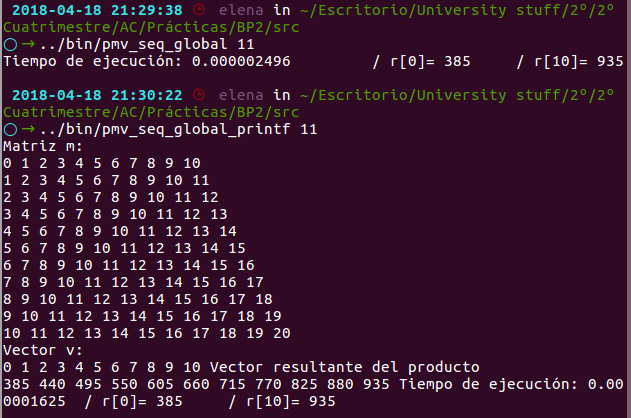 2018-04-18 21:29:38 elena in ~/Escritorio/University stuff/2º/2º
Cuatrimestre/AC/Prácticas/BP2/src
○→../bin/pmv_seq_global 11
Tiempo de ejecución: 0.000002496 / r[0]= 385 / r[10]= 935
2018-04-18 21:30:22 elena in ~/Escritorio/University stuff/2º/2º
Cuatrimestre/AC/Prácticas/BP2/src
○→../bin/pmv_seq_global_printf 11
Matriz m:
0 1 2 3 4 5 6 7 8 9 10
1 2 3 4 5 6 7 8 9 10 11
2 3 4 5 6 7 8 9 10 11 12
3 4 5 6 7 8 9 10 11 12 13
4 5 6 7 8 9 10 11 12 13 14
5 6 7 8 9 10 11 12 13 14 15
6 7 8 9 10 11 12 13 14 15 16
7 8 9 10 11 12 13 14 15 16 17
8 9 10 11 12 13 14 15 16 17 18
9 10 11 12 13 14 15 16 17 18 19
10 11 12 13 14 15 16 17 18 19 20
Vector v:
0 1 2 3 4 5 6 7 8 9 10 Vector resultante del producto
385 440 495 550 605 660 715 770 825 880 935 Tiempo de ejecución: 0.00
0001625 / r[0]= 385 / r[10]= 935